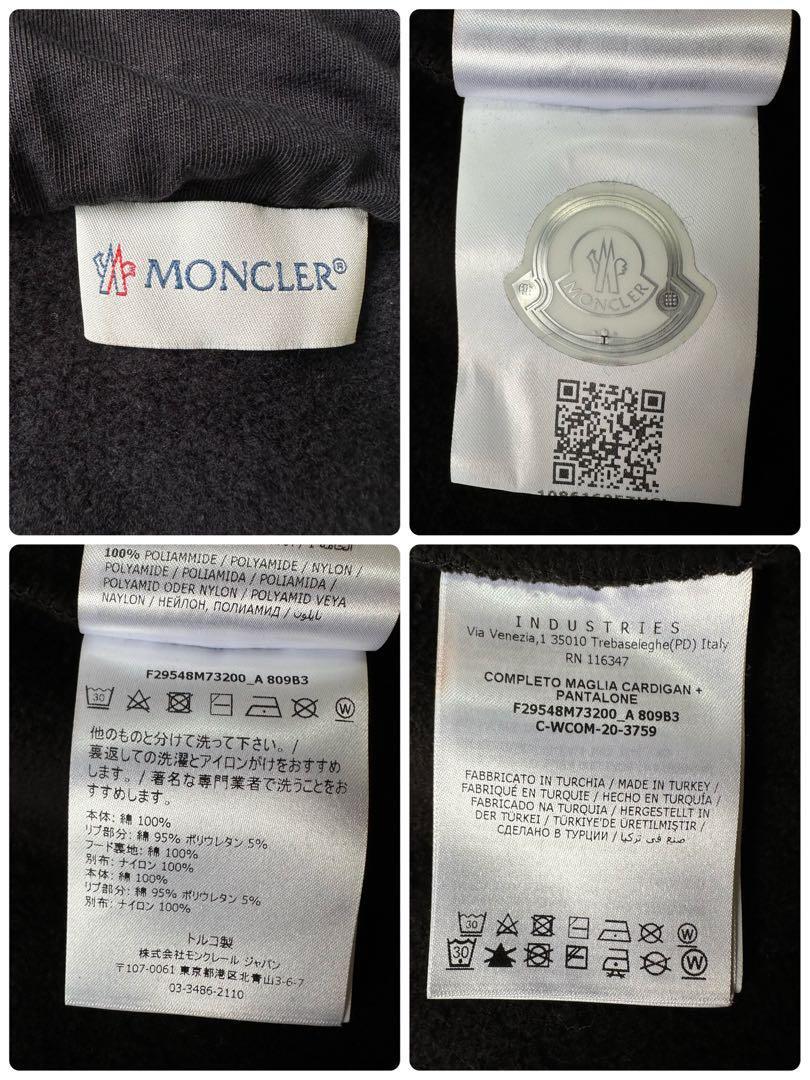 MONCLER®
MONCLER
100% POLIAMMIDE / POLYAMIDE / NYLON /
POLYAMIDE / POLIAMIDA / POLIAMIDA /
POLYAMID ODER NYLON / POLYAMID VEYA
NAYLON / НЕЙЛОН, ПОЛИАМИД / نايلون
F29548M73200_A 809B3
30 W
他のものと分けて洗って下さい。/
裏返しての洗濯とアイロンがけをおすすめ
します。/ 著名な専門業者で洗うことをお
すすめします。
本体: 綿 100%
リブ部分: 綿 95% ポリウレタン 5%
フード裏地: 綿 100%
別布: ナイロン 100%
本体: 綿 100%
リブ部分: 綿 95% ポリウレタン 5%
別布: ナイロン 100%
トルコ製
株式会社モンクレール ジャパン
〒107-0061 東京都港区北青山3-6-7
03-3486-2110
INDUSTRIES
Via Venezia,1 35010 Trebaseleghe(PD) Italy
RN 116347
COMPLETO MAGLIA CARDIGAN +
PANTALONE
F29548M73200_A 809B3
C-WCOM-20-3759
FABBRICATO IN TURCHIA / MADE IN TURKEY /
FABRIQUÉ EN TURQUIE / HECHO EN TURQUÍA /
FABRICADO NA TURQUIA / HERGESTELLT IN
DER TÜRKEI / TÜRKİYE'DE ÜRETİLMİŞTİR /
СДЕЛАНО В ТУРЦИИ / صنع في تركيا
30 W
30 W